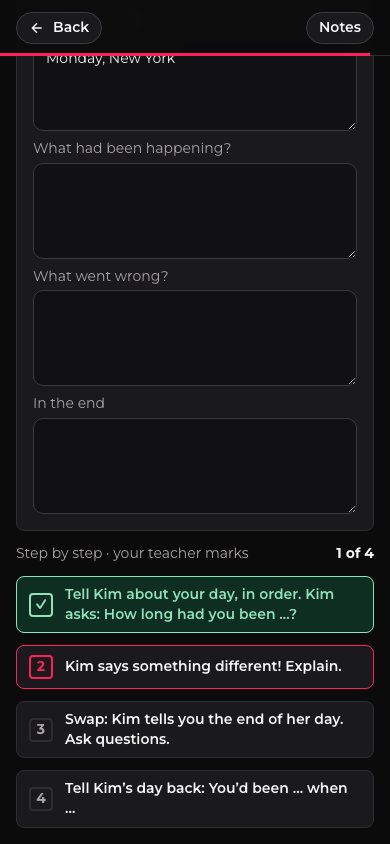 Back
Notes
Monday, New York
What had been happening?
What went wrong?
In the end
Step by step · your teacher marks
1 of 4
Tell Kim about your day, in order. Kim
asks: How long had you been …?
2
Kim says something different! Explain.
3
Swap: Kim tells you the end of her day.
Ask questions.
4
Tell Kim’s day back: You’d been … when
…